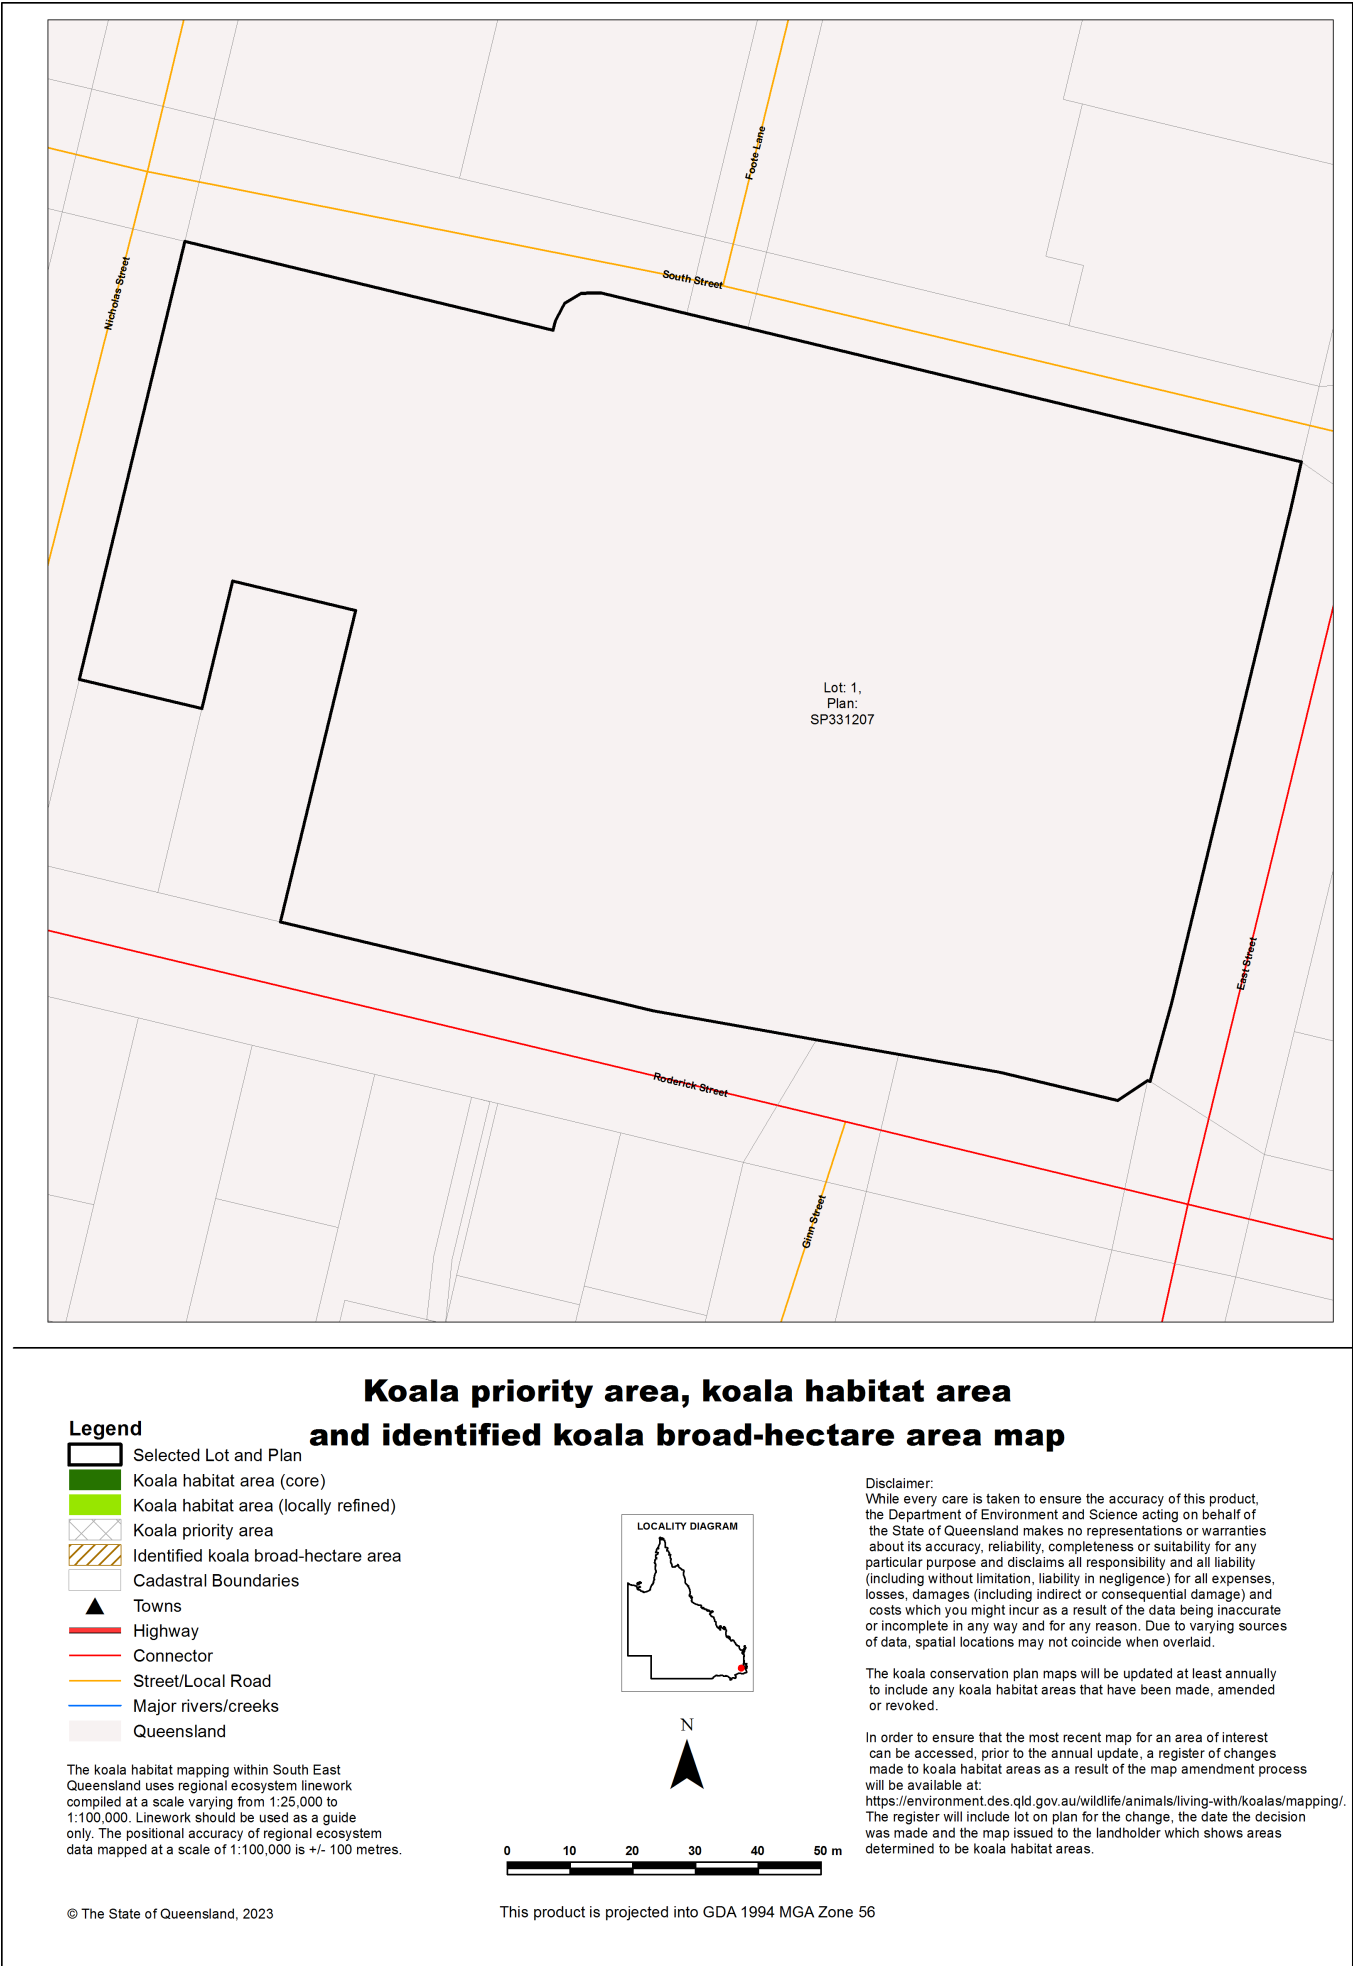 Foote Lane
South Street
Nicholas Street
Lot: 1,
Plan:
SP331207
East Street
Roderick Street
Ginn Street
Koala priority area, koala habitat area
and identified koala broad-hectare area map
Legend
Selected Lot and Plan
Koala habitat area (core)
Koala habitat area (locally refined)
Koala priority area
Identified koala broad-hectare area
Cadastral Boundaries
Towns
Highway
Connector
Street/Local Road
Major rivers/creeks
Queensland
The koala habitat mapping within South East
Queensland uses regional ecosystem linework
compiled at a scale varying from 1:25,000 to
1:100,000. Linework should be used as a guide
only. The positional accuracy of regional ecosystem
data mapped at a scale of 1:100,000 is +/- 100 metres.
© The State of Queensland, 2023
LOCALITY DIAGRAM
N
0 10 20 30 40 50 m
This product is projected into GDA 1994 MGA Zone 56
Disclaimer:
While every care is taken to ensure the accuracy of this product,
the Department of Environment and Science acting on behalf of
the State of Queensland makes no representations or warranties
about its accuracy, reliability, completeness or suitability for any
particular purpose and disclaims all responsibility and all liability
(including without limitation, liability in negligence) for all expenses,
losses, damages (including indirect or consequential damage) and
costs which you might incur as a result of the data being inaccurate
or incomplete in any way and for any reason. Due to varying sources
of data, spatial locations may not coincide when overlaid.
The koala conservation plan maps will be updated at least annually
to include any koala habitat areas that have been made, amended
or revoked.
In order to ensure that the most recent map for an area of interest
can be accessed, prior to the annual update, a register of changes
made to koala habitat areas as a result of the map amendment process
will be available at:
https://environment.des.qld.gov.au/wildlife/animals/living-with/koalas/mapping/.
The register will include lot on plan for the change, the date the decision
was made and the map issued to the landholder which shows areas
determined to be koala habitat areas.